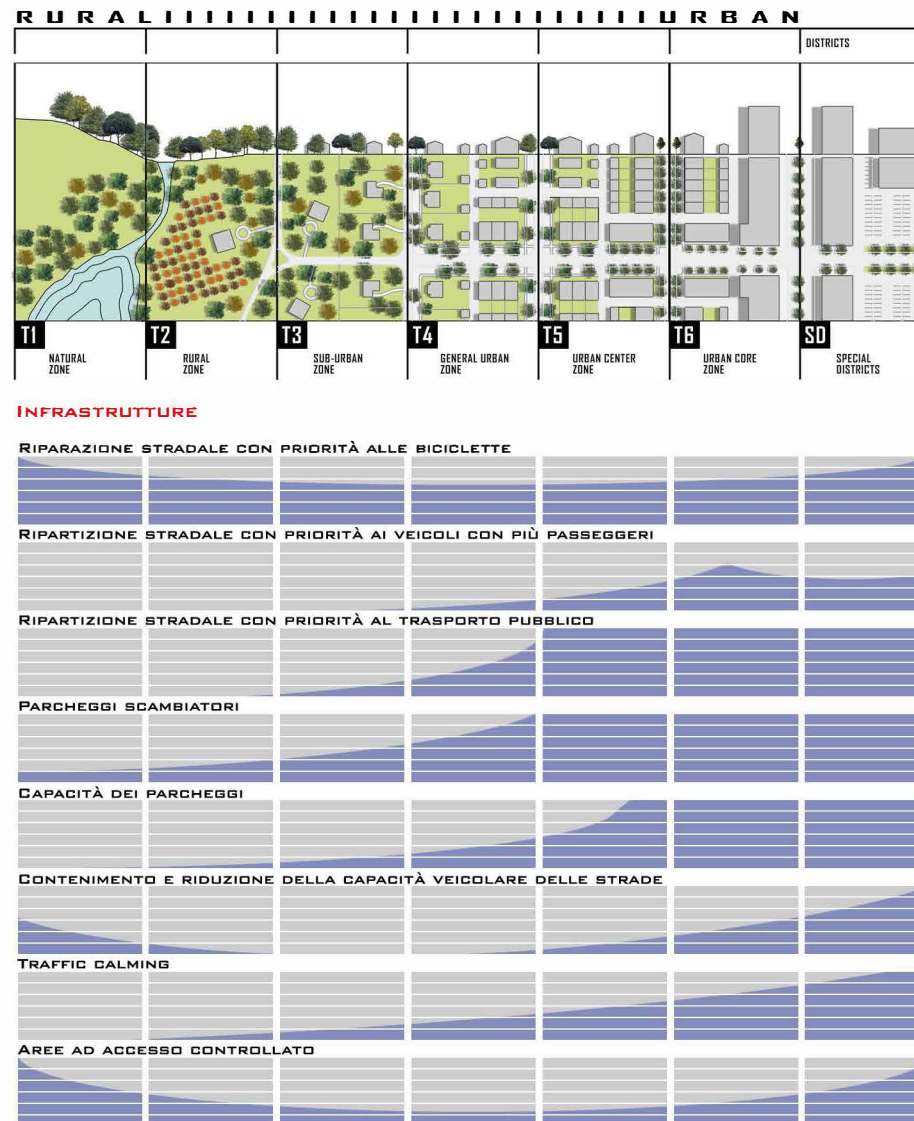 RURAL IIIIIIIIIIIIIIIIIIIIIIIIIII URBAN
DISTRICTS
T1 NATURAL ZONE
T2 RURAL ZONE
T3 SUB-URBAN ZONE
T4 GENERAL URBAN ZONE
T5 URBAN CENTER ZONE
T6 URBAN CORE ZONE
SD SPECIAL DISTRICTS
INFRASTRUTTURE
RIPARAZIONE STRADALE CON PRIORITÀ ALLE BICICLETTE
RIPARTIZIONE STRADALE CON PRIORITÀ AI VEICOLI CON PIÙ PASSEGGERI
RIPARTIZIONE STRADALE CON PRIORITÀ AL TRASPORTO PUBBLICO
PARCHEGGI SCAMBIATORI
CAPACITÀ DEI PARCHEGGI
CONTENIMENTO E RIDUZIONE DELLA CAPACITÀ VEICOLARE DELLE STRADE
TRAFFIC CALMING
AREE AD ACCESSO CONTROLLATO